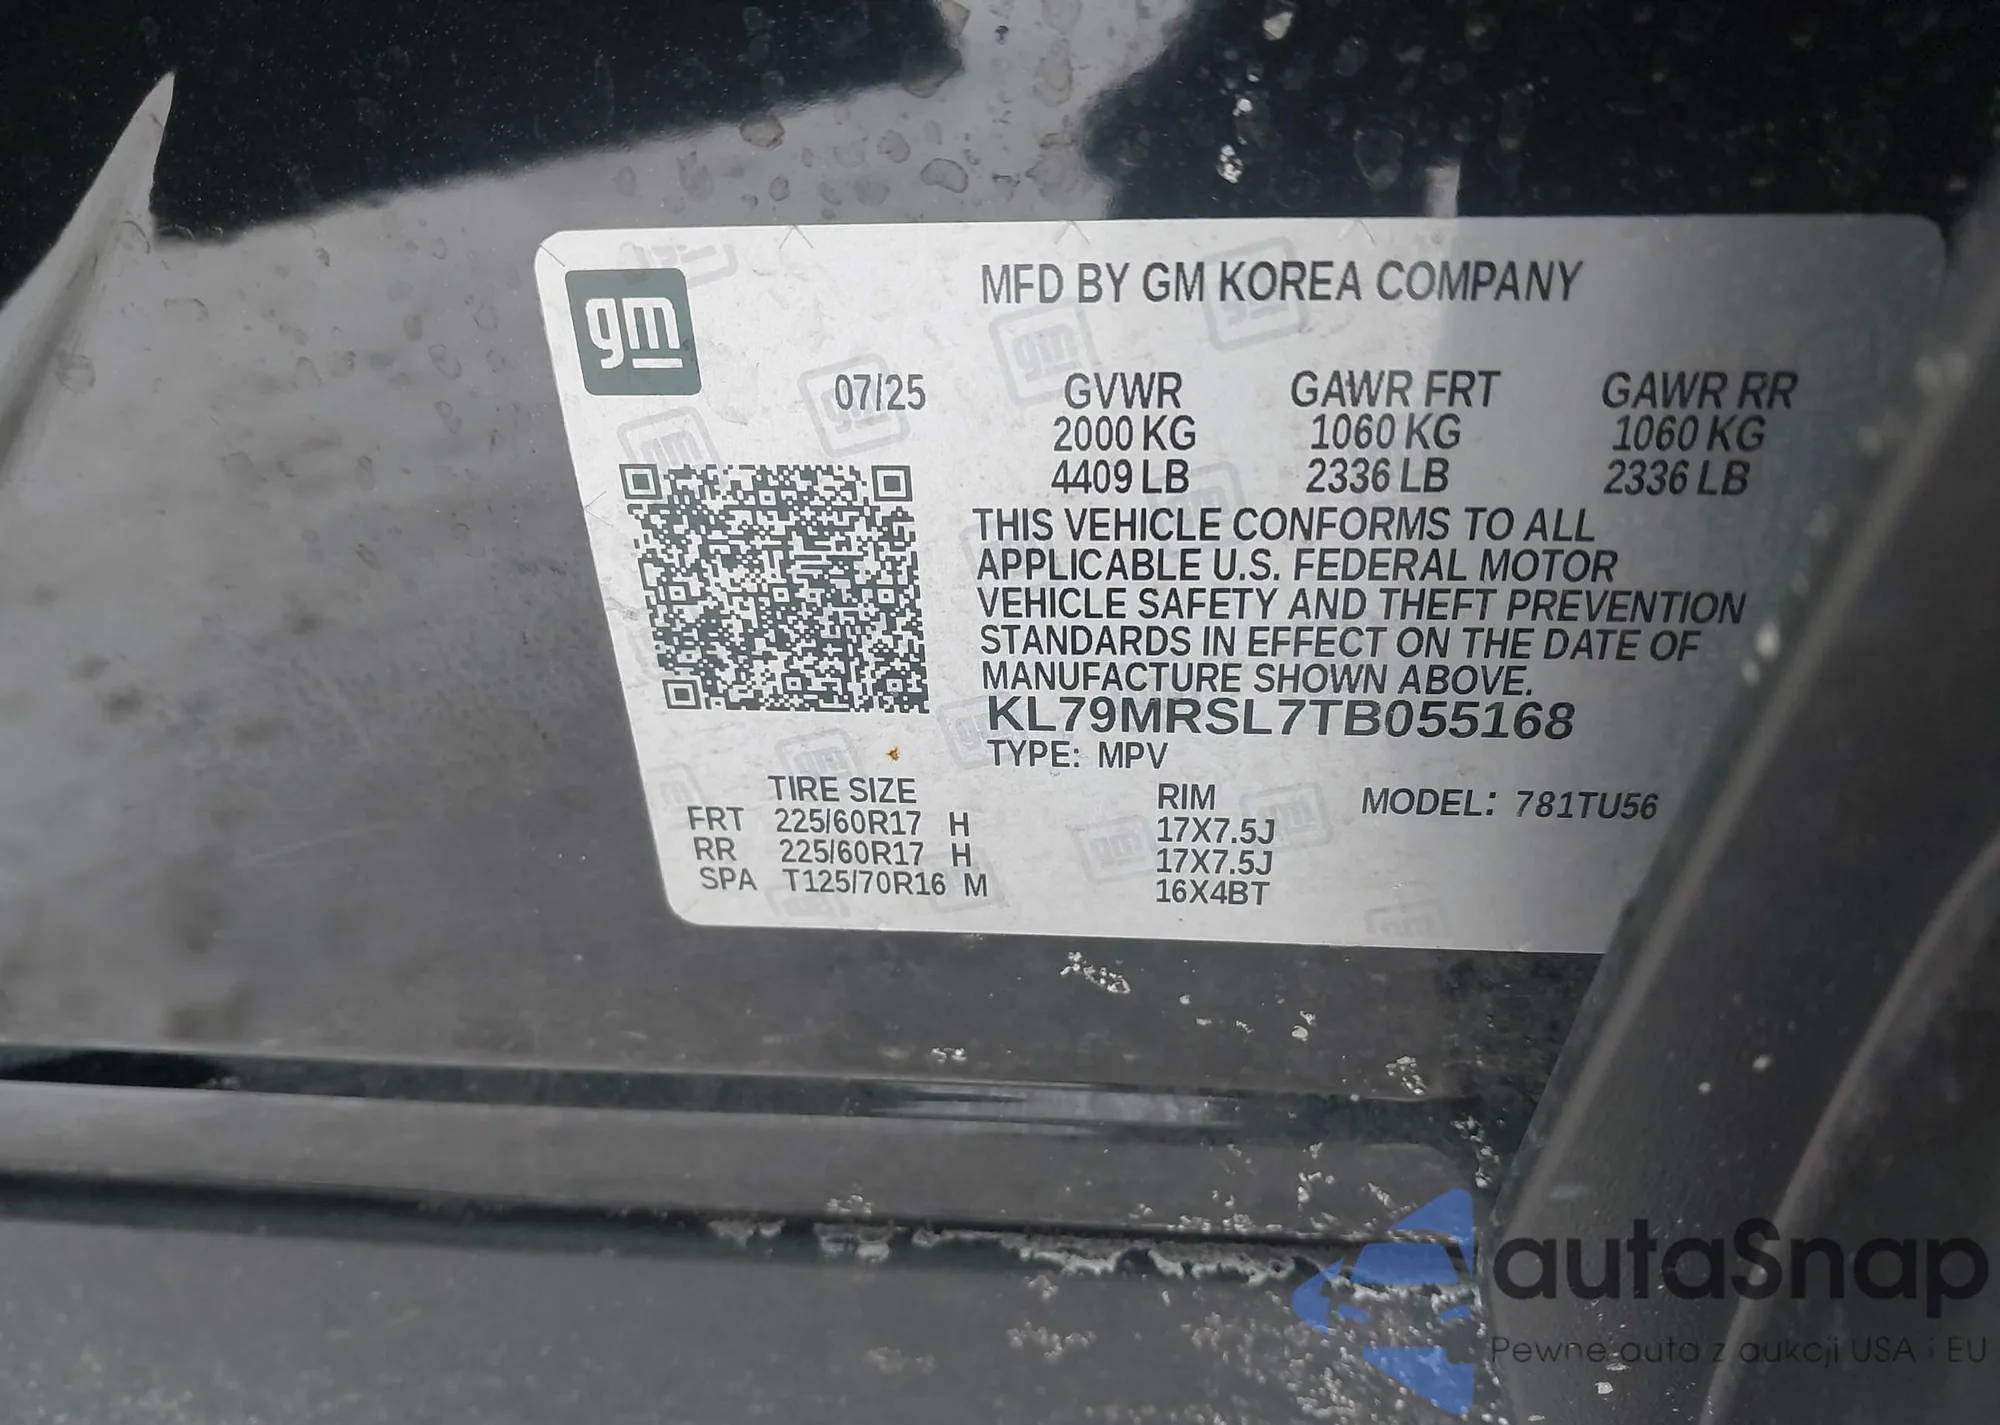 gm
MFD BY GM KOREA COMPANY
07/25
GVWR GAWR FRT GAWR RR
2000 KG 1060 KG 1060 KG
4409 LB 2336 LB 2336 LB
THIS VEHICLE CONFORMS TO ALL
APPLICABLE U.S. FEDERAL MOTOR
VEHICLE SAFETY AND THEFT PREVENTION
STANDARDS IN EFFECT ON THE DATE OF
MANUFACTURE SHOWN ABOVE.
KL79MRSL7TB055168
TYPE: MPV
TIRE SIZE RIM MODEL: 781TU56
FRT 225/60R17 H 17X7.5J
RR 225/60R17 H 17X7.5J
SPA T125/70R16 M 16X4BT
autaSnap
Pewne auta z aukcji USA i EU